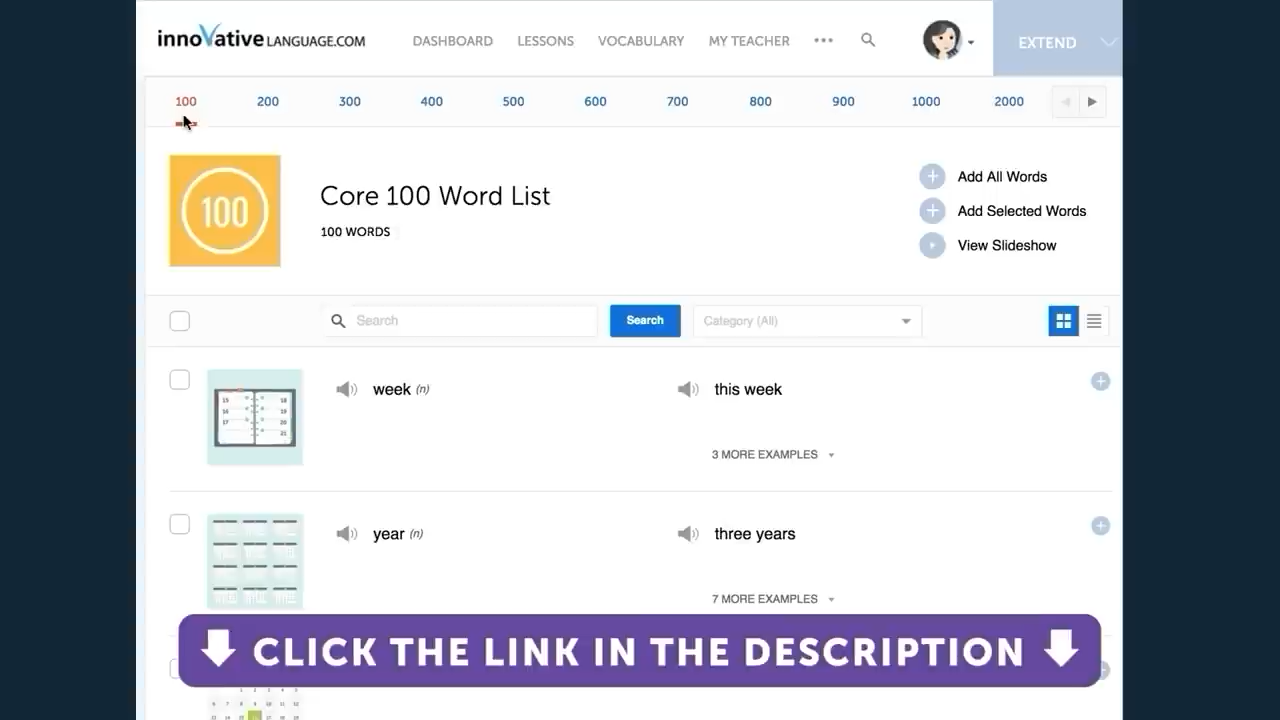 innoVative LANGUAGE.COM DASHBOARD LESSONS VOCABULARY MY TEACHER ••• EXTEND
100 200 300 400 500 600 700 800 900 1000 2000
100
Core 100 Word List
100 WORDS
Add All Words
Add Selected Words
View Slideshow
Search Search Category (All)
week (n) this week
3 MORE EXAMPLES
year (n) three years
7 MORE EXAMPLES
CLICK THE LINK IN THE DESCRIPTION